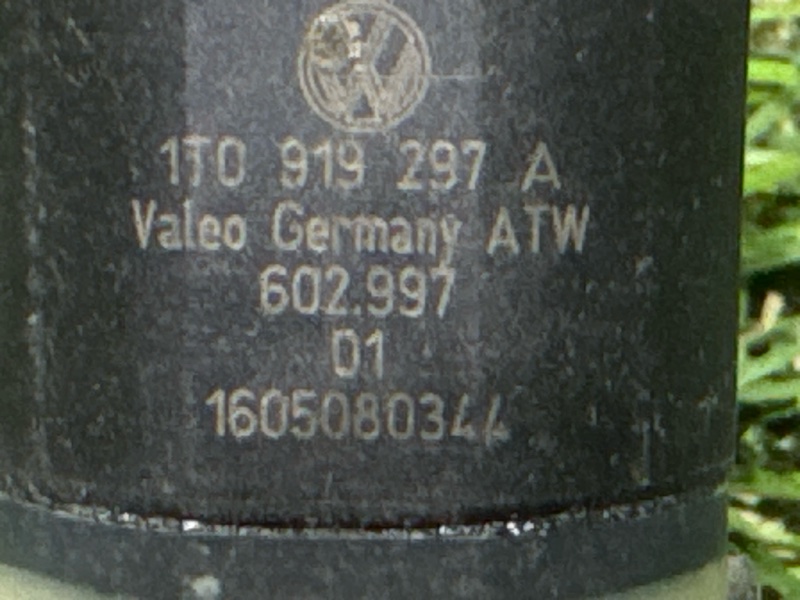 1T0 919 297 A
Valeo Germany ATW
602.997
01
1605080344